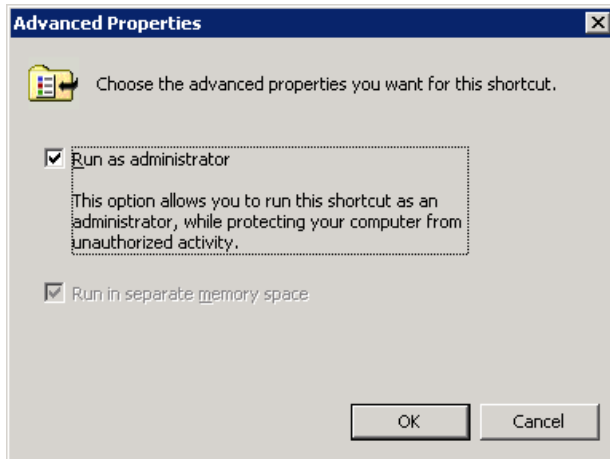 Advanced Properties
Choose the advanced properties you want for this shortcut.
Run as administrator
This option allows you to run this shortcut as an
administrator, while protecting your computer from
unauthorized activity.
Run in separate memory space
OK
Cancel